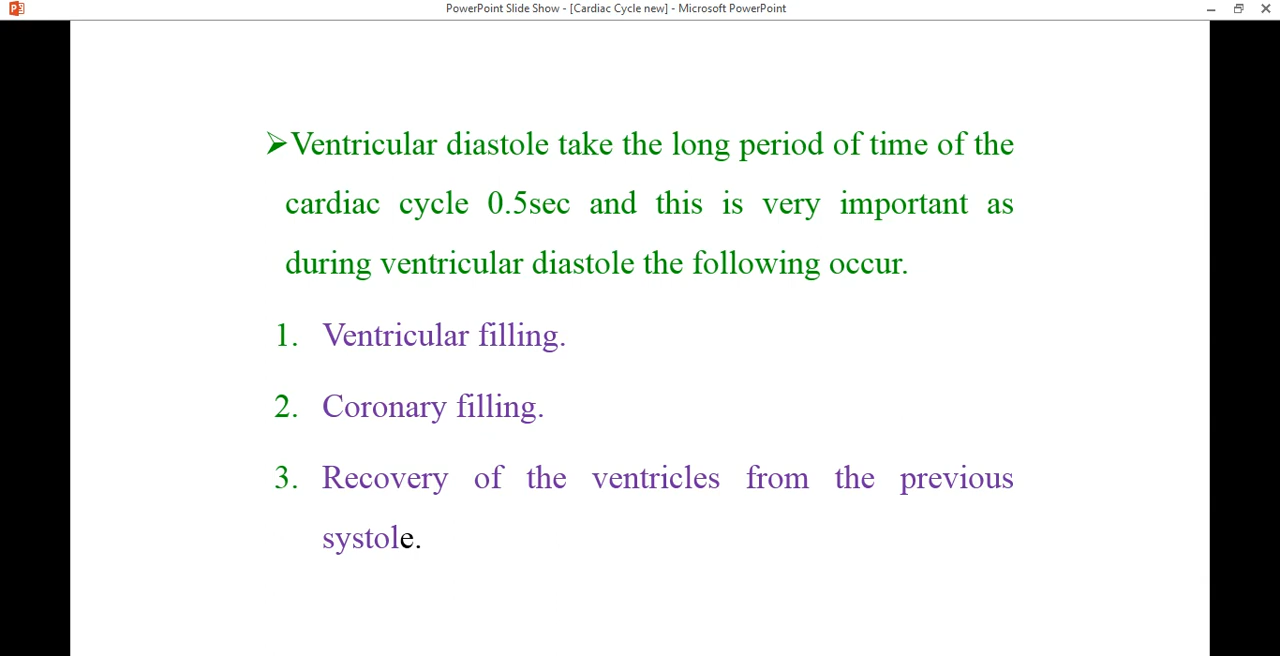 PowerPoint Slide Show - [Cardiac Cycle new] - Microsoft PowerPoint
➢Ventricular diastole take the long period of time of the
cardiac cycle 0.5sec and this is very important as
during ventricular diastole the following occur.
1. Ventricular filling.
2. Coronary filling.
3. Recovery of the ventricles from the previous
systole.